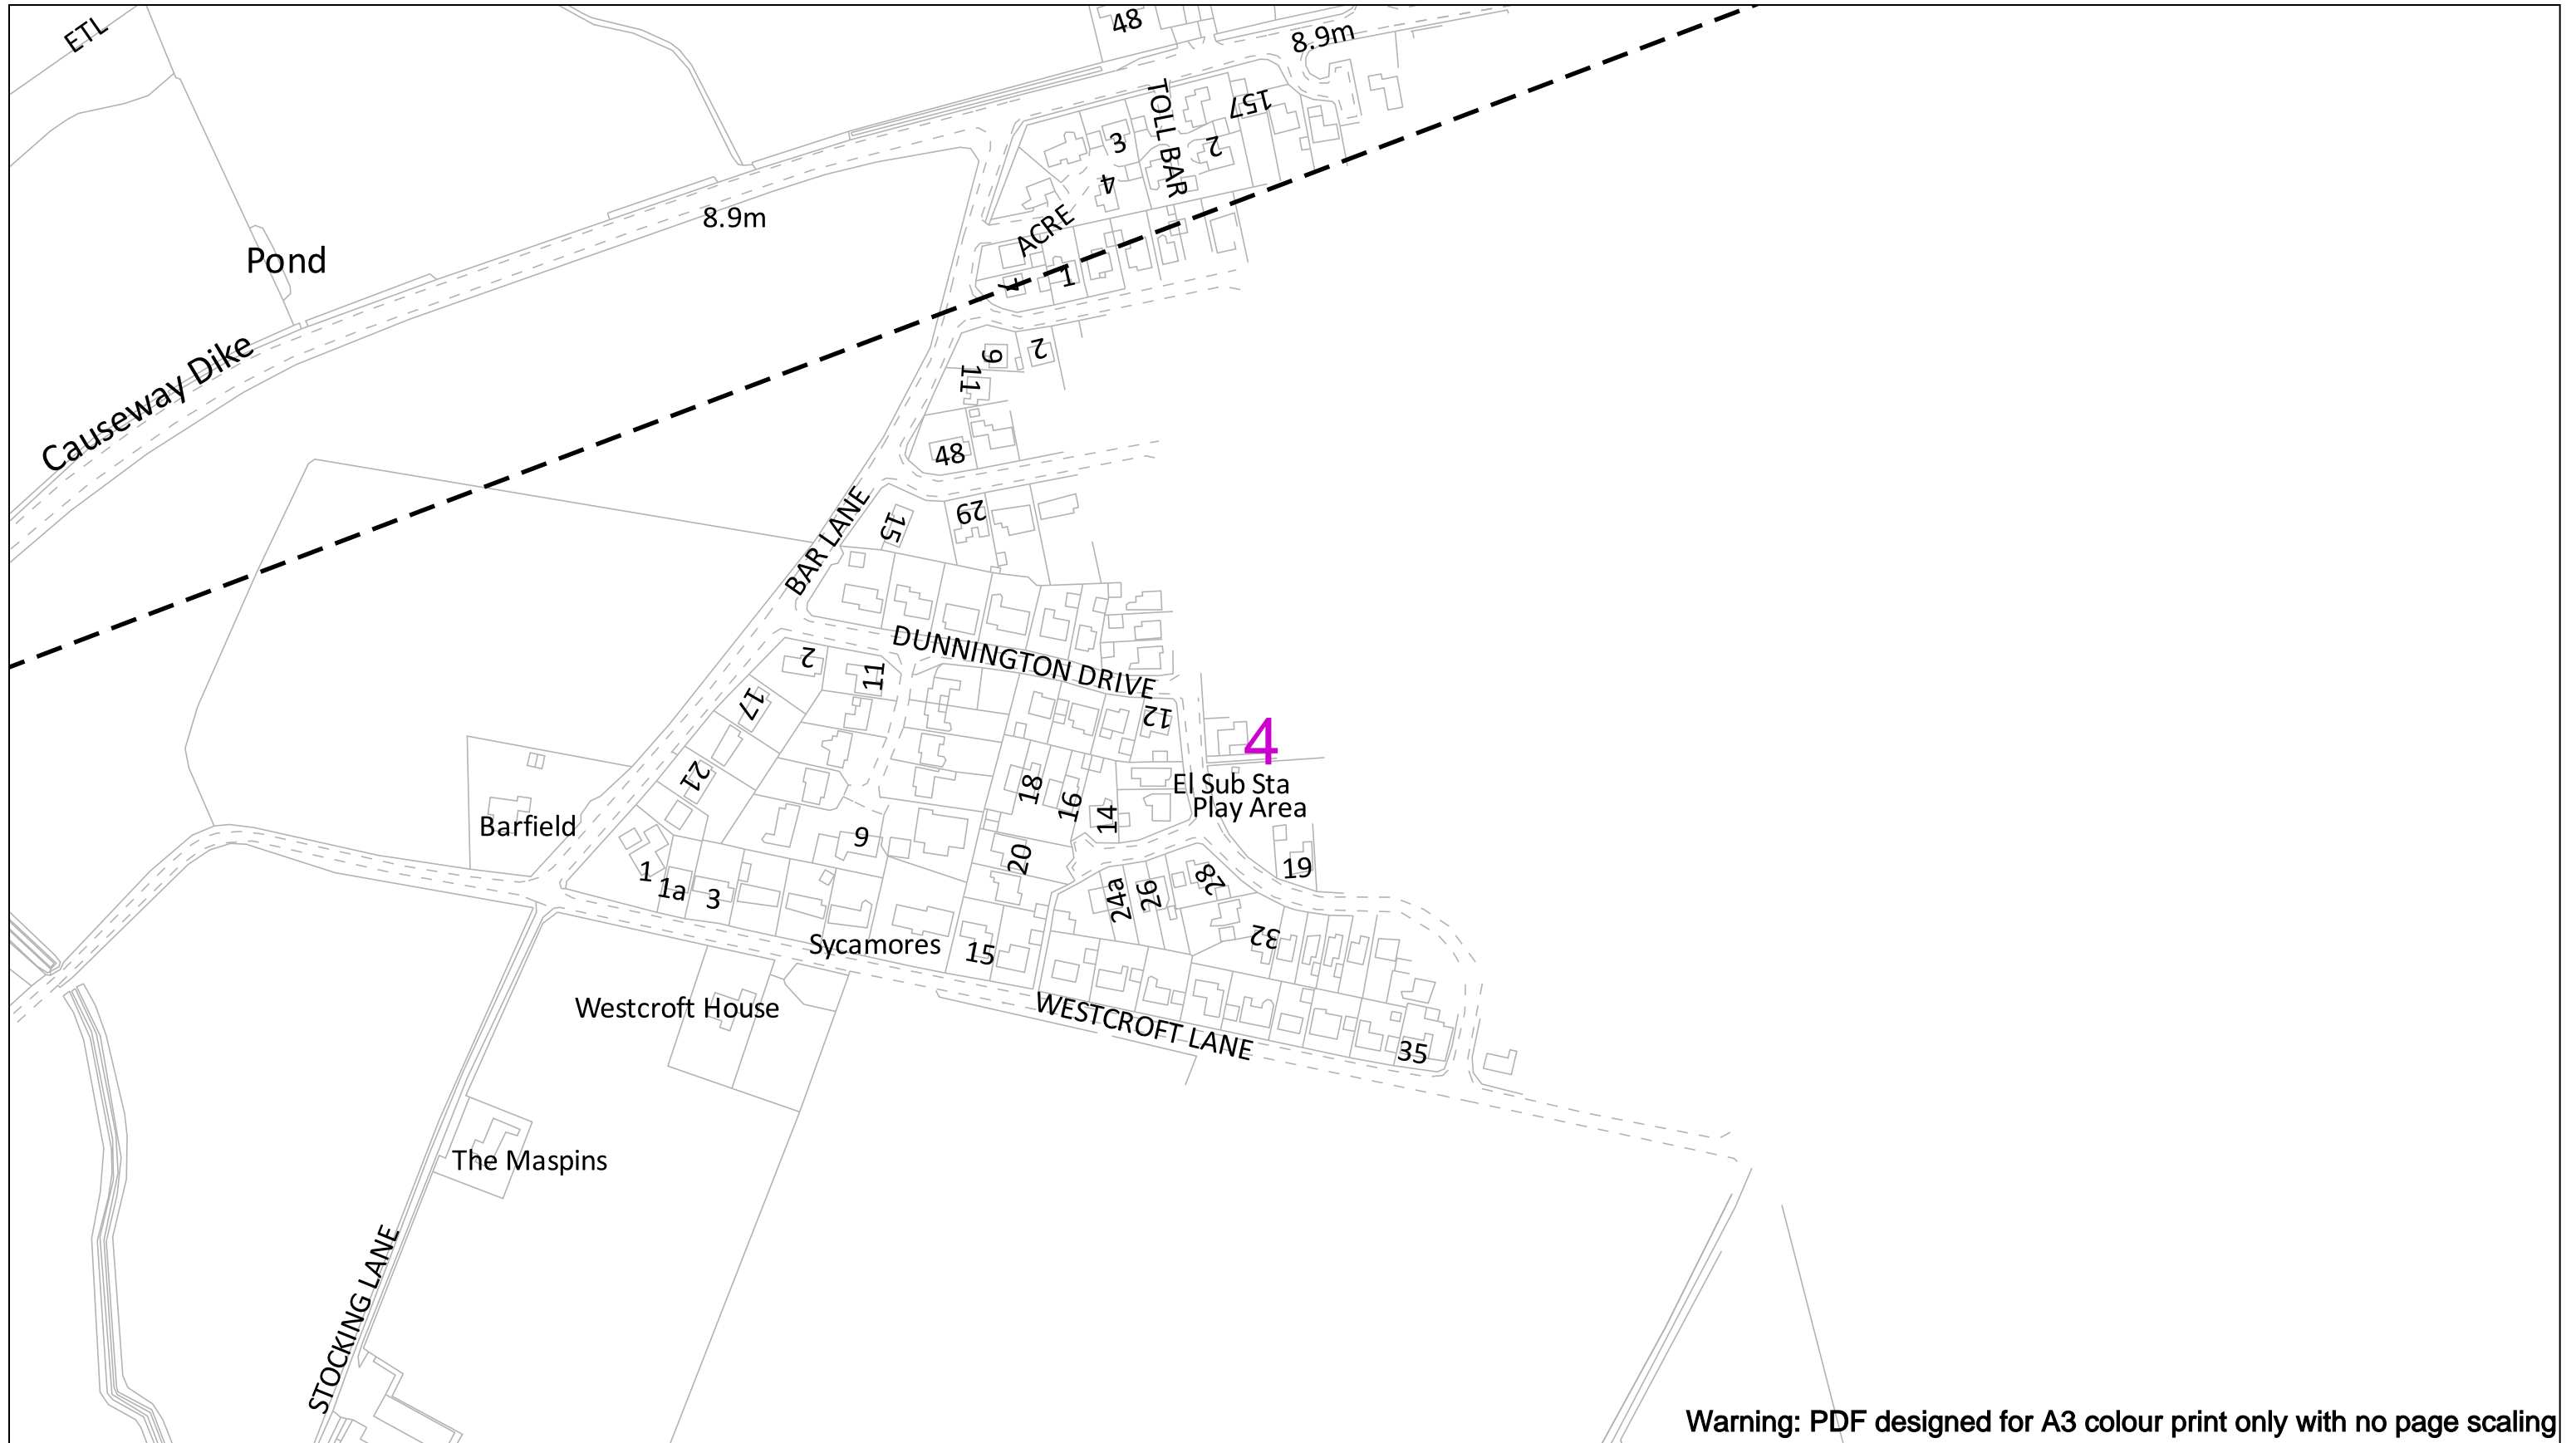 48
8.9m
ETL
TOLL BAR
157
3
2
4
8.9m
ACRE
Pond
1
Causeway Dike
2
9
11
48
BAR LANE
29
15
DUNNINGTON DRIVE
2
11
17
12
4
21
El Sub Sta
18
16
Play Area
14
Barfield
9
20
19
1
1a
3
28
24a
26
Sycamores
15
32
Westcroft House
WESTCROFT LANE
35
The Maspins
STOCKING LANE
Warning: PDF designed for A3 colour print only with no page scaling